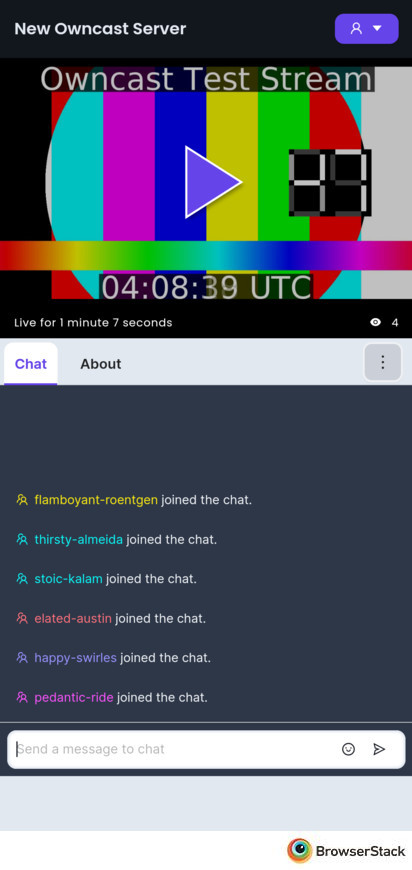 New Owncast Server
Owncast Test Stream
04:08:39 UTC
Live for 1 minute 7 seconds
4
Chat
About
flamboyant-roentgen joined the chat.
thirsty-almeida joined the chat.
stoic-kalam joined the chat.
elated-austin joined the chat.
happy-swirles joined the chat.
pedantic-ride joined the chat.
Send a message to chat
BrowserStack